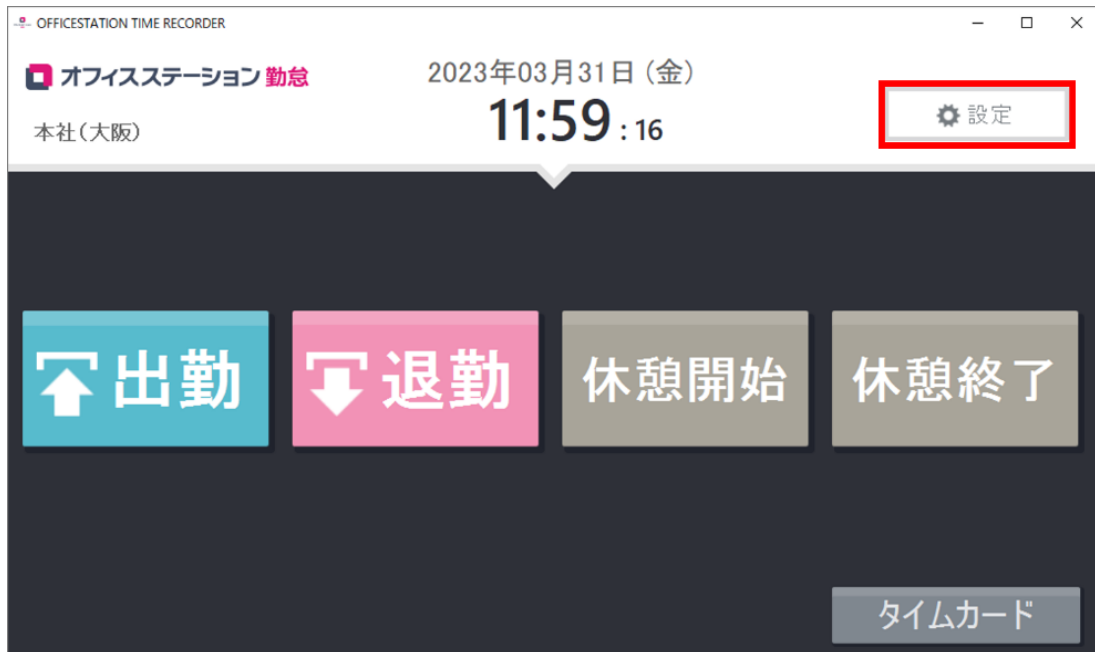 OFFICESTATION TIME RECORDER
オフィスステーション 勤怠
本社(大阪)
2023年03月31日 (金)
11:59 : 16
設定
出勤
退勤
休憩開始
休憩終了
タイムカード